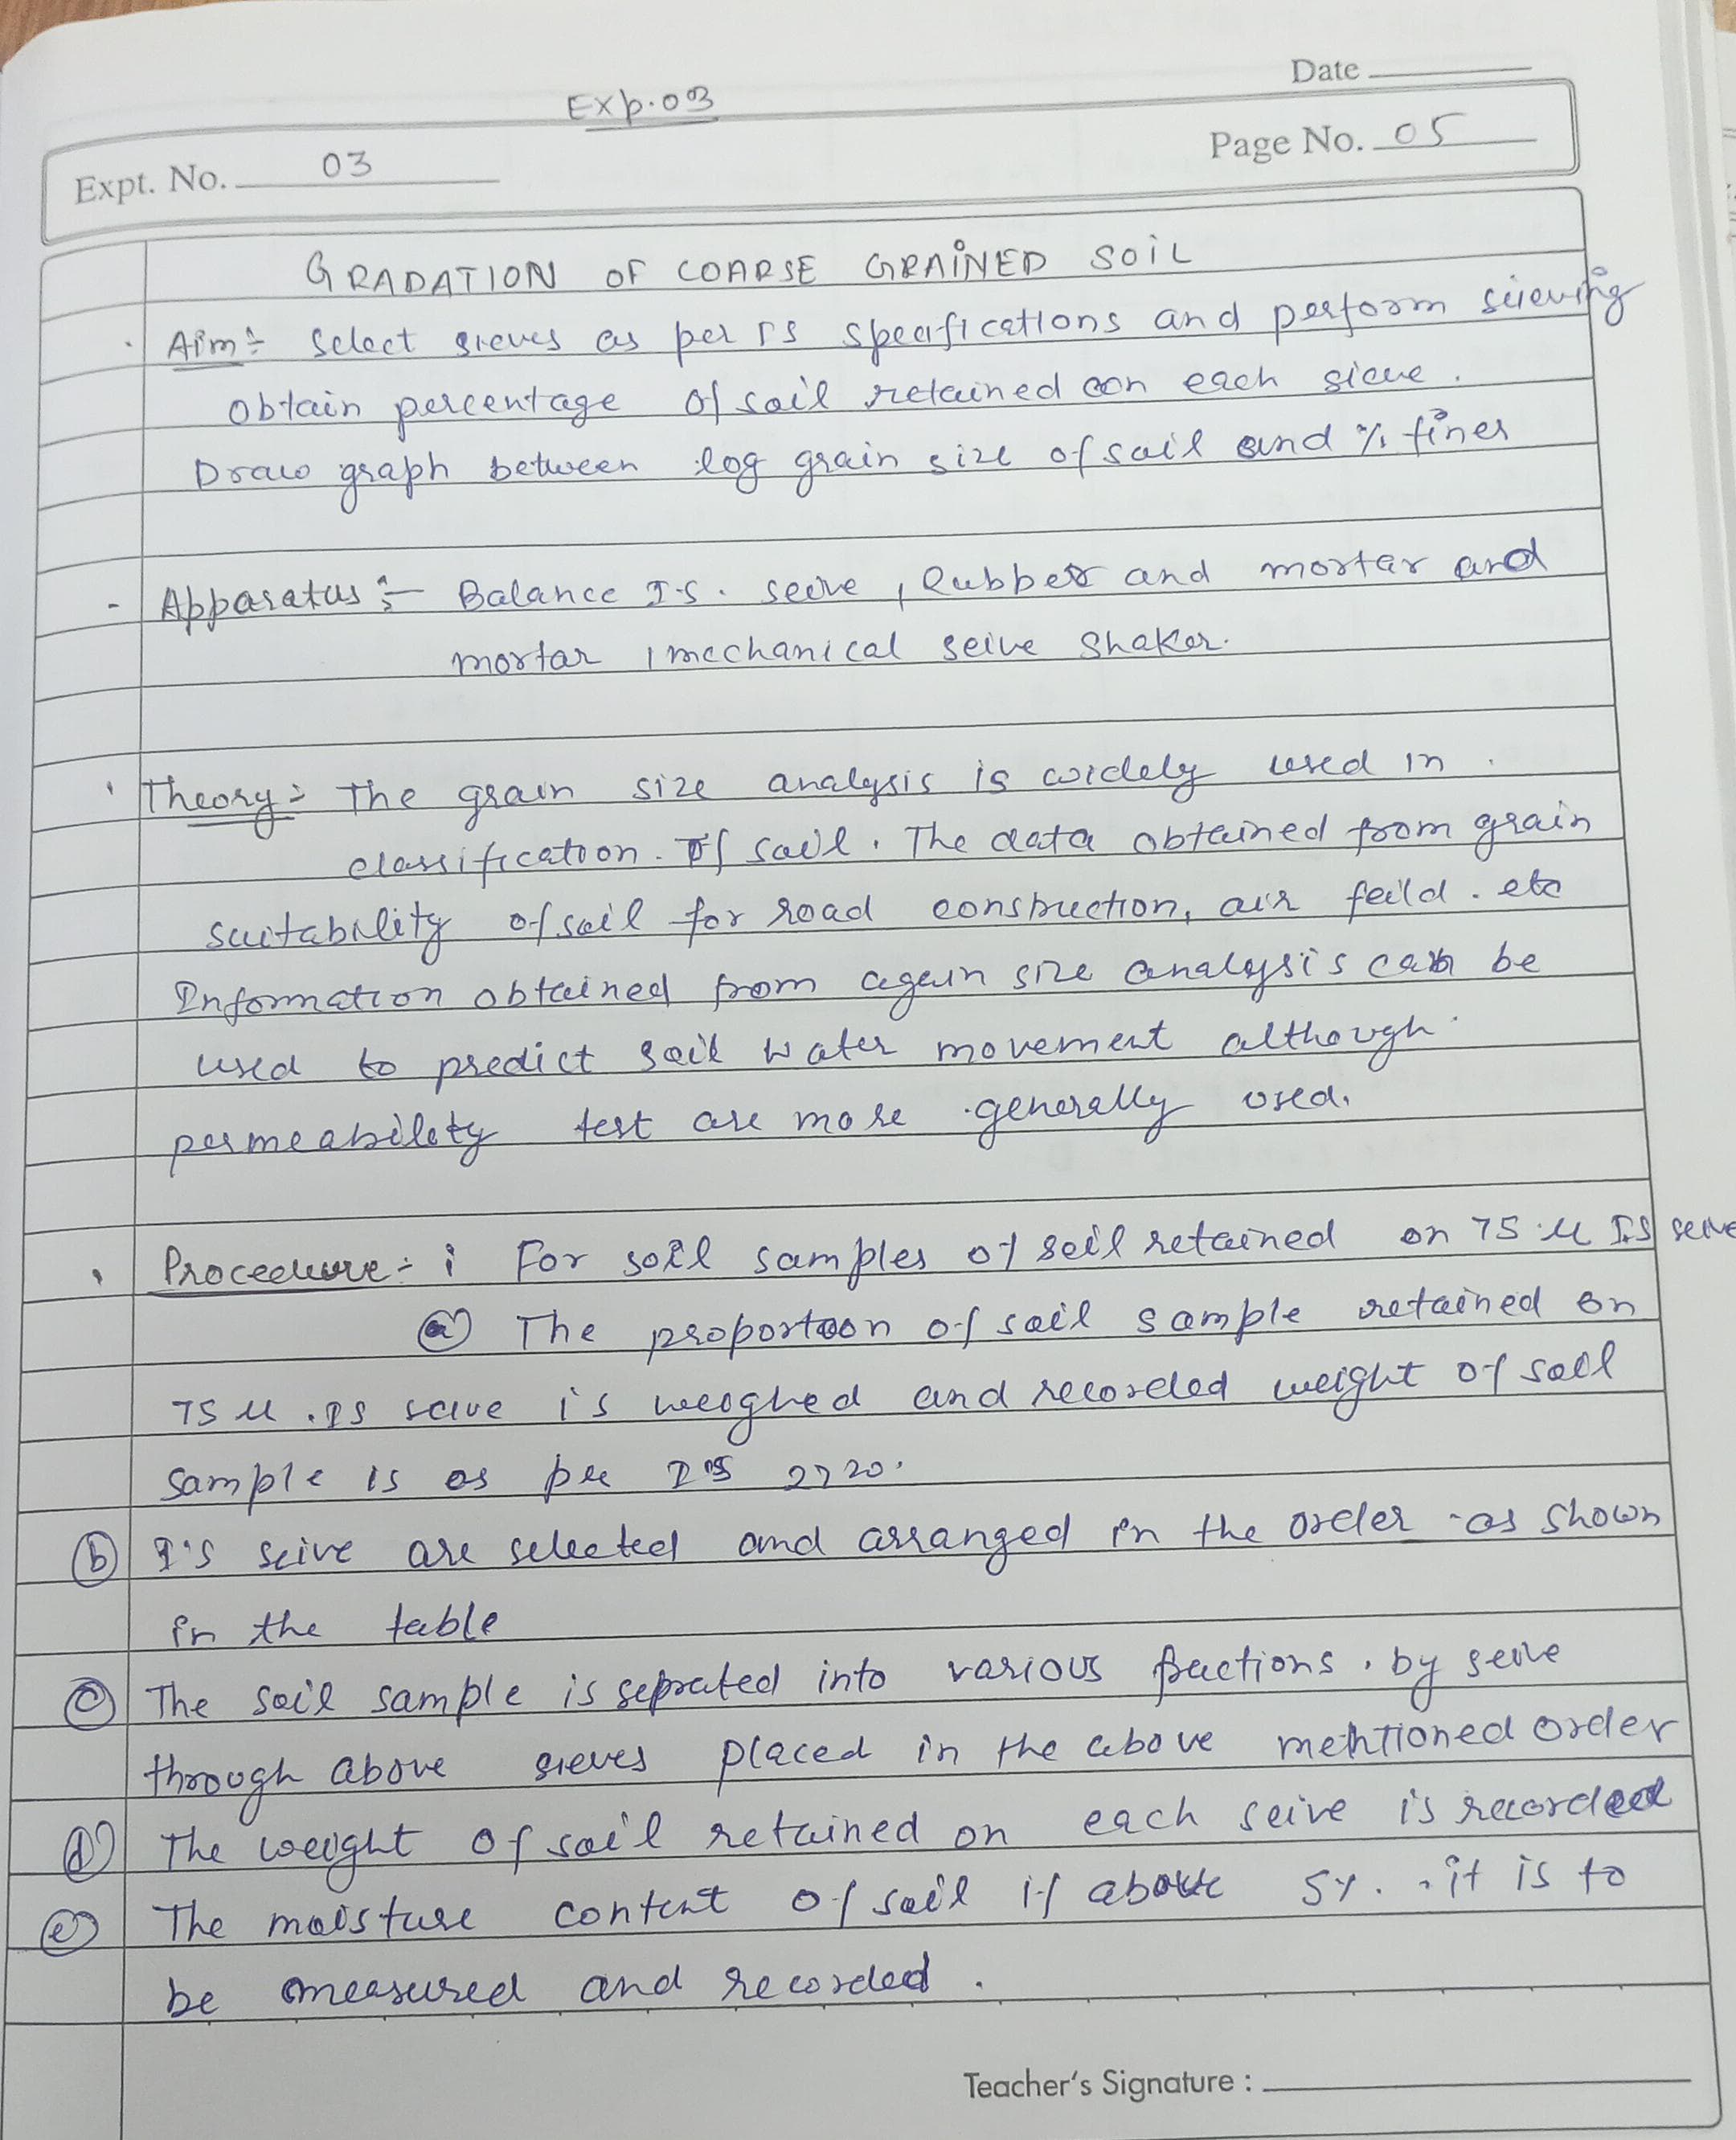 Date
Exp.03
Expt. No. 03
Page No. 05
GRADATION OF COARSE GRAINED SOIL
Aim:- Select sieves as per IS specifications and perform sieving
obtain percentage of soil retained on each sieve.
Draw graph between log grain size of soil and % finer
Apparatus:- Balance I.S. seive, Rubber and mortar and
mortar, mechanical seive shaker.
Theory:- The grain size analysis is widely used in
classification of soil. The data obtained from grain
suitability of soil for road consruction, air feild. etc
Information obtained from again size analysis can be
used to predict soil water movement although
permeability test are more generally used.
Procedure:- i For soil samples of soil retained on 75 μ I.S seive
(a) The proportoon of soil sample retained on
75 μ. IS seive is weoghed and recorded weight of soil
sample is as per I'S 2720.
(b) I'S seive are selected and arranged in the order as shown
in the table
(c) The soil sample is seprated into various fractions. by seive
through above sieves placed in the above mentioned order
(d) The weight of soil retained on each seive is recorded
(e) The moisture content of soil if above 5%. it is to
be measured and recorded.
Teacher's Signature :